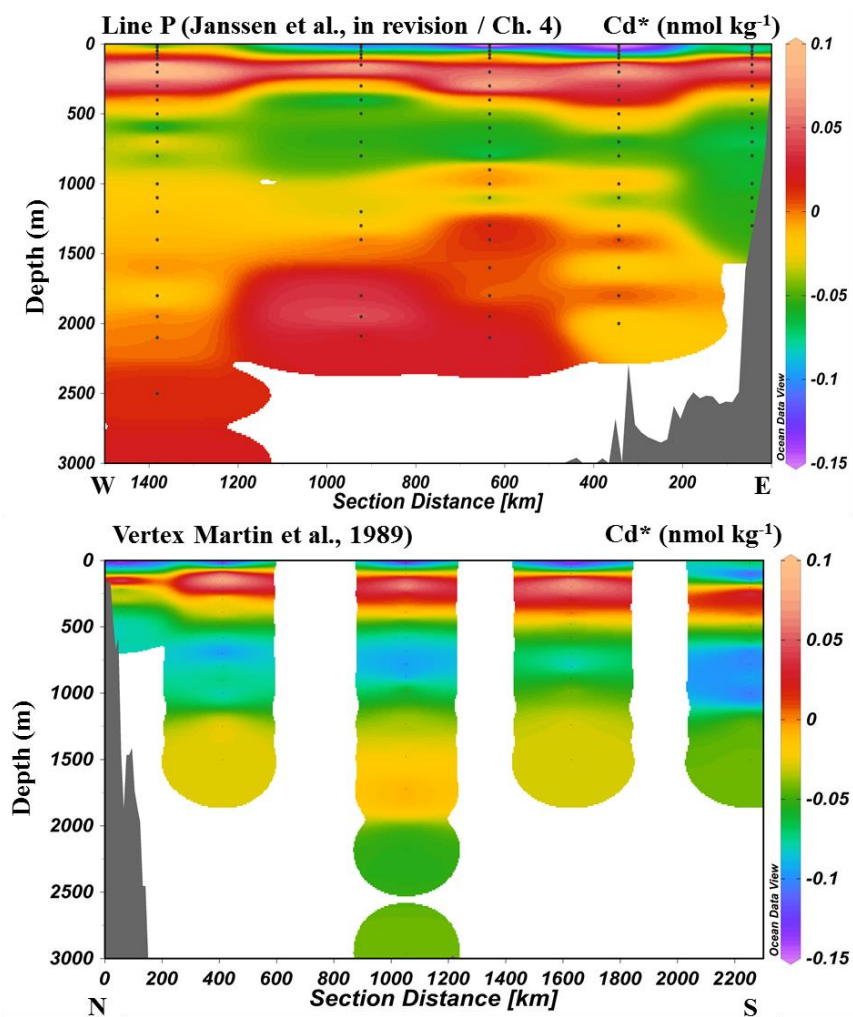 Line P (Janssen et al., in revision / Ch. 4) Cd* (nmol kg⁻¹)
0
500
1000
1500
2000
2500
3000
Depth (m)
0.1
0.05
0
-0.05
-0.1
-0.15
Ocean Data View
1400 1200 1000 800 600 400 200
W Section Distance [km] E
Vertex Martin et al., 1989) Cd* (nmol kg⁻¹)
0
500
1000
1500
2000
2500
3000
Depth (m)
0.1
0.05
0
-0.05
-0.1
-0.15
Ocean Data View
0 200 400 600 800 1000 1200 1400 1600 1800 2000 2200
N Section Distance [km] S